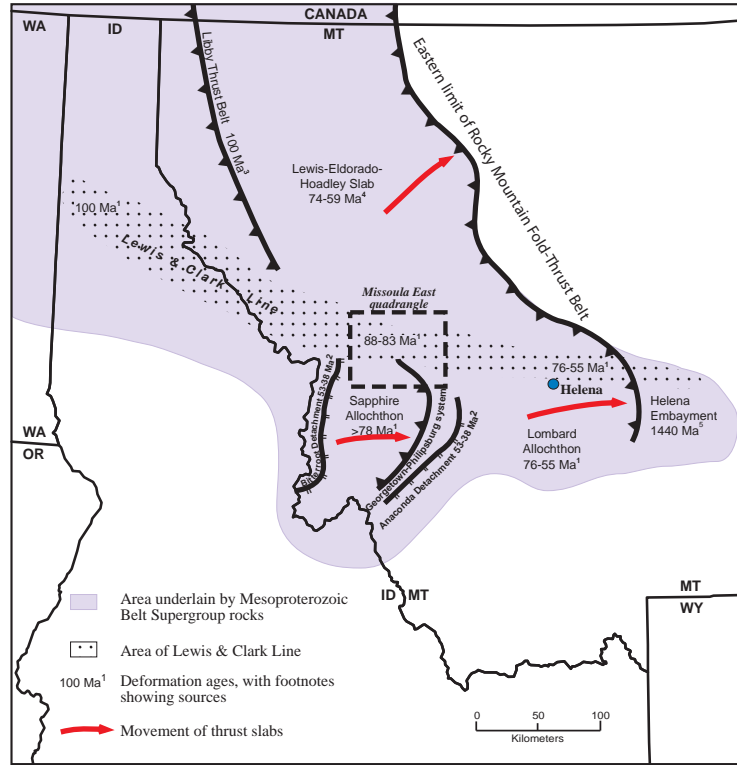 CANADA
WA
ID
MT
Libby Thrust Belt 100 Ma3
Eastern limit of Rocky Mountain Fold-Thrust Belt
Lewis-Eldorado-
Hoadley Slab
74-59 Ma4
100 Ma1
Lewis & Clark Line
Missoula East
quadrangle
88-83 Ma1
76-55 Ma1
Helena
Bitterroot Detachment 53-38 Ma2
Sapphire
Allochthon
>78 Ma1
Georgetown-Philipsburg system
Anaconda Detachment 53-38 Ma2
Lombard
Allochthon
76-55 Ma1
Helena
Embayment
1440 Ma5
WA
OR
ID
MT
MT
WY
Area underlain by Mesoproterozoic
Belt Supergroup rocks
Area of Lewis & Clark Line
100 Ma1 Deformation ages, with footnotes
showing sources
Movement of thrust slabs
0 50 100
Kilometers